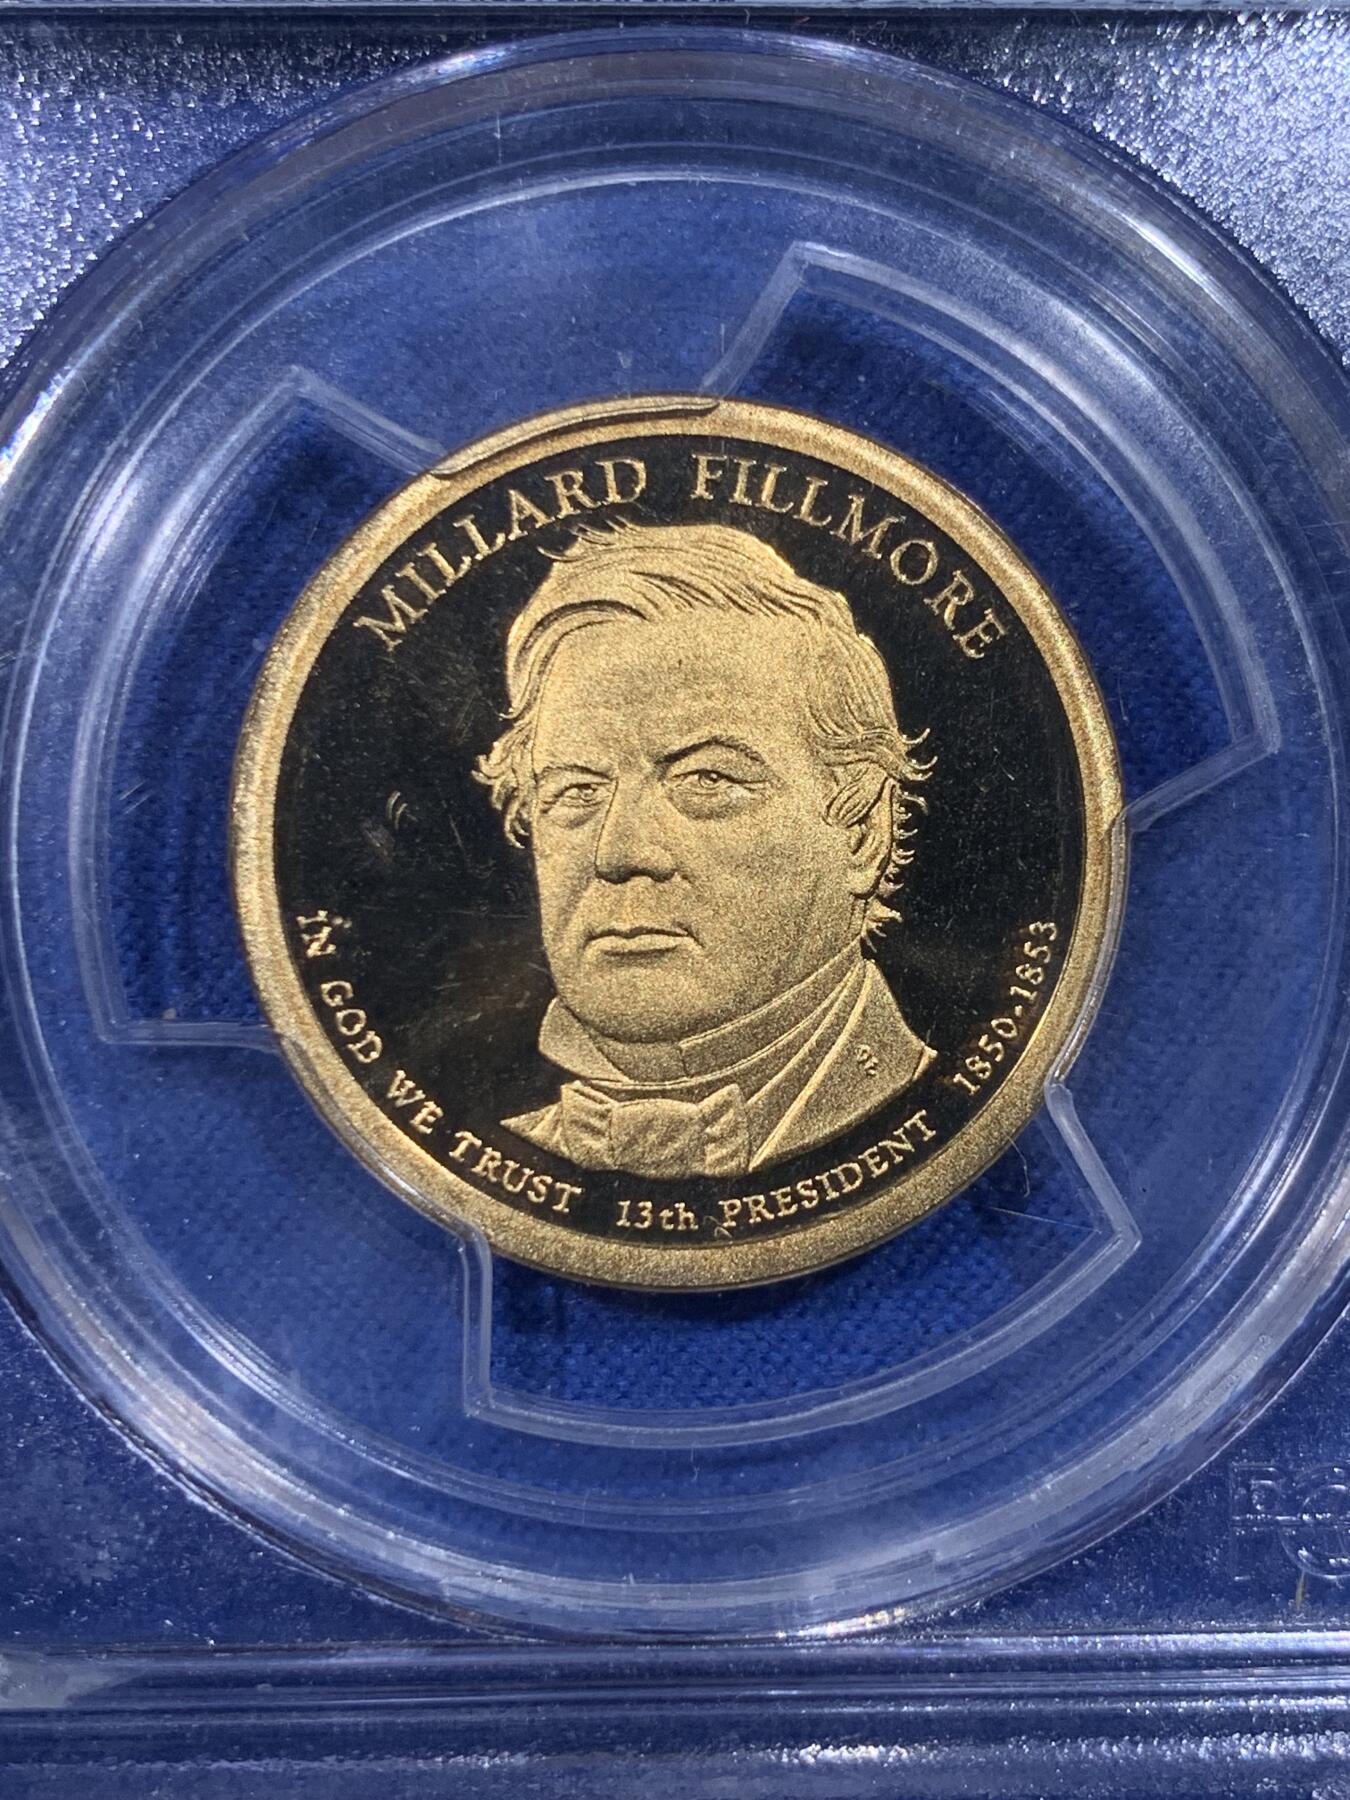 MILLARD FILLMORE
IN GOD WE TRUST 13th PRESIDENT 1850-1853